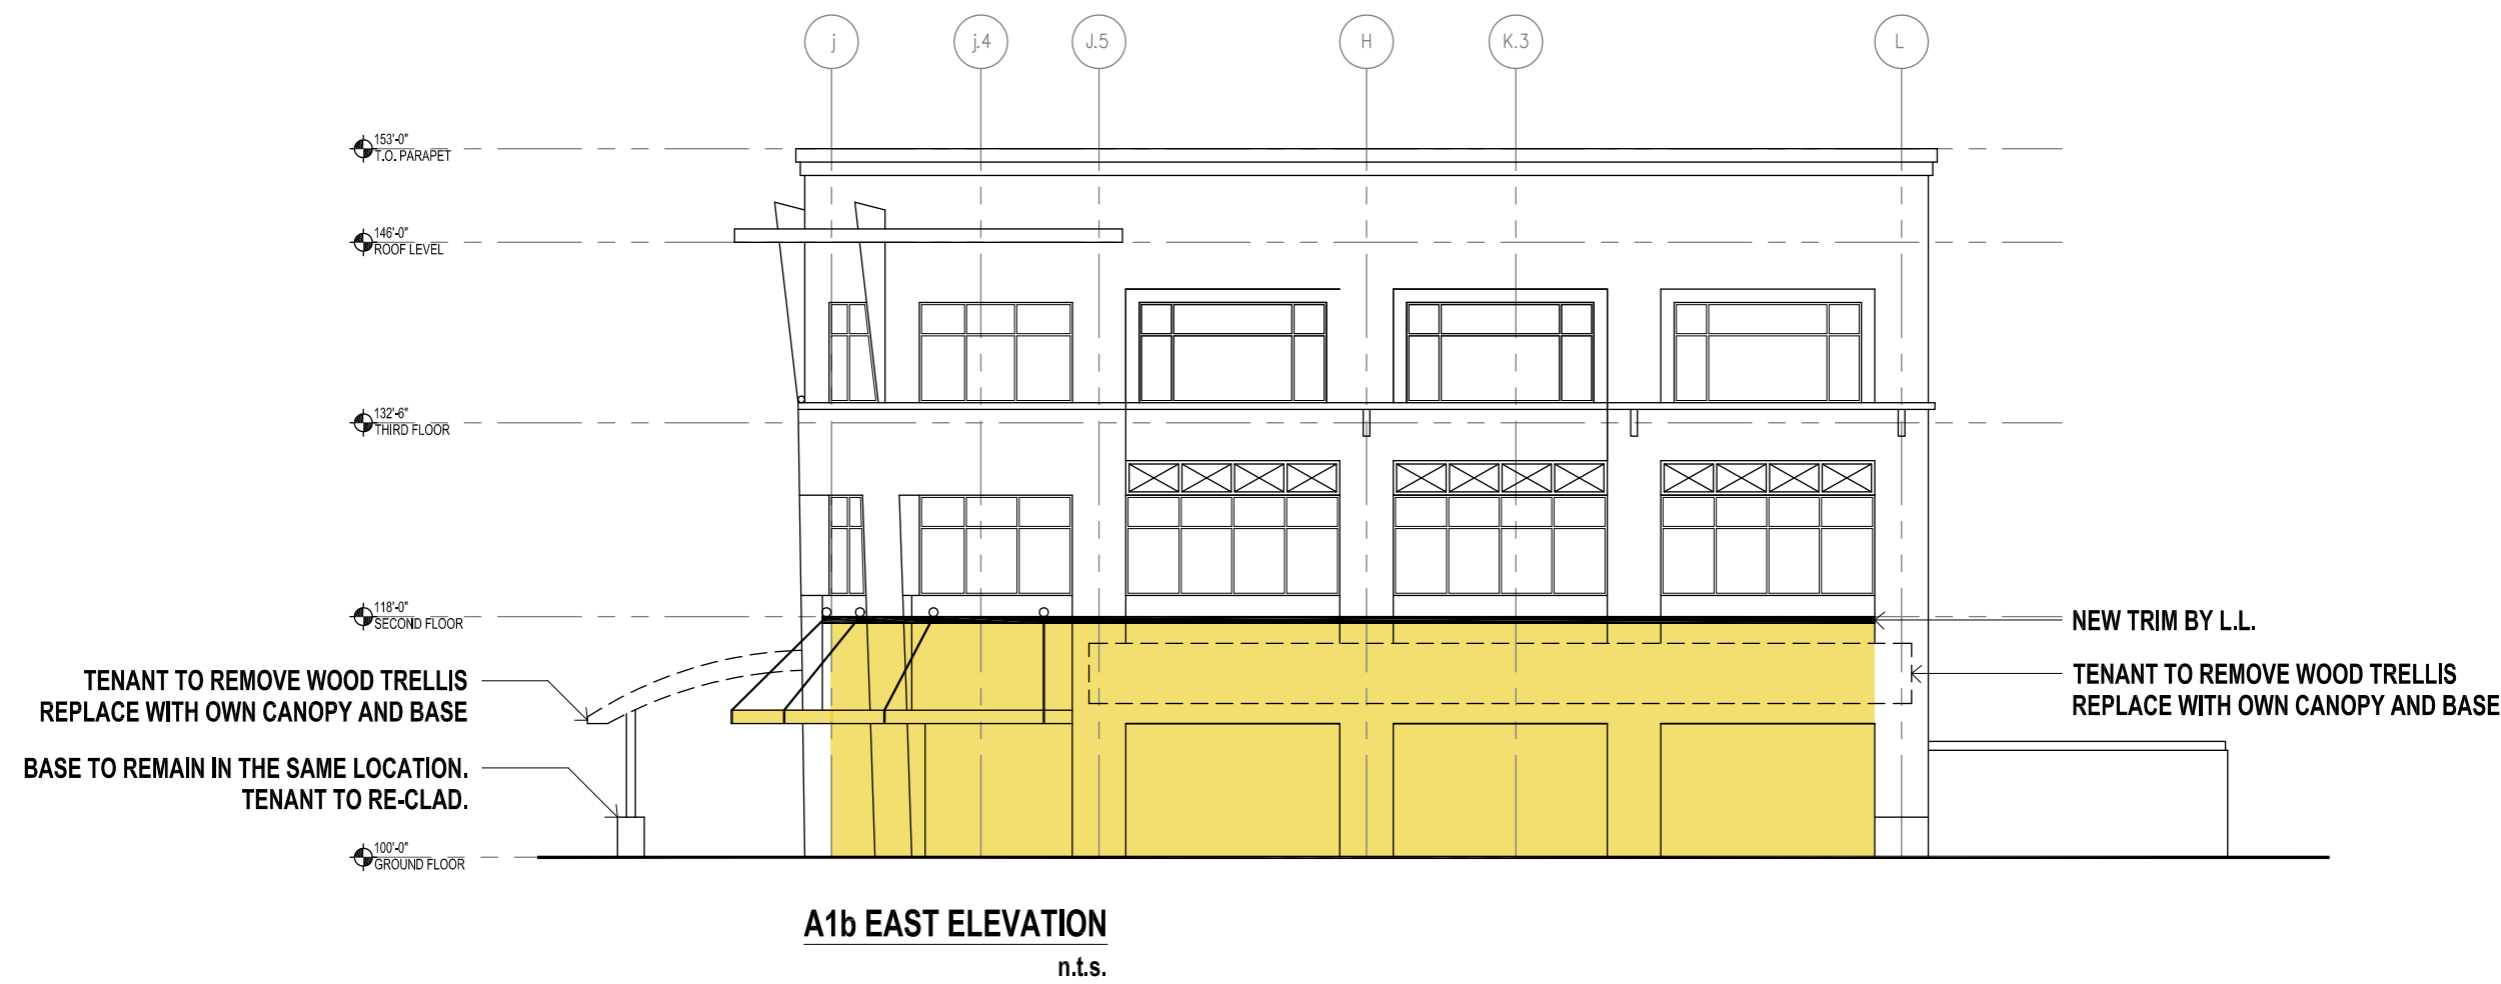 j
j.4
J.5
H
K.3
L
153'-0"
T.O. PARAPET
146'-0"
ROOF LEVEL
132'-6"
THIRD FLOOR
118'-0"
SECOND FLOOR
NEW TRIM BY L.L.
TENANT TO REMOVE WOOD TRELLIS
REPLACE WITH OWN CANOPY AND BASE
TENANT TO REMOVE WOOD TRELLIS
REPLACE WITH OWN CANOPY AND BASE
BASE TO REMAIN IN THE SAME LOCATION.
TENANT TO RE-CLAD.
100'-0"
GROUND FLOOR
A1b EAST ELEVATION
n.t.s.